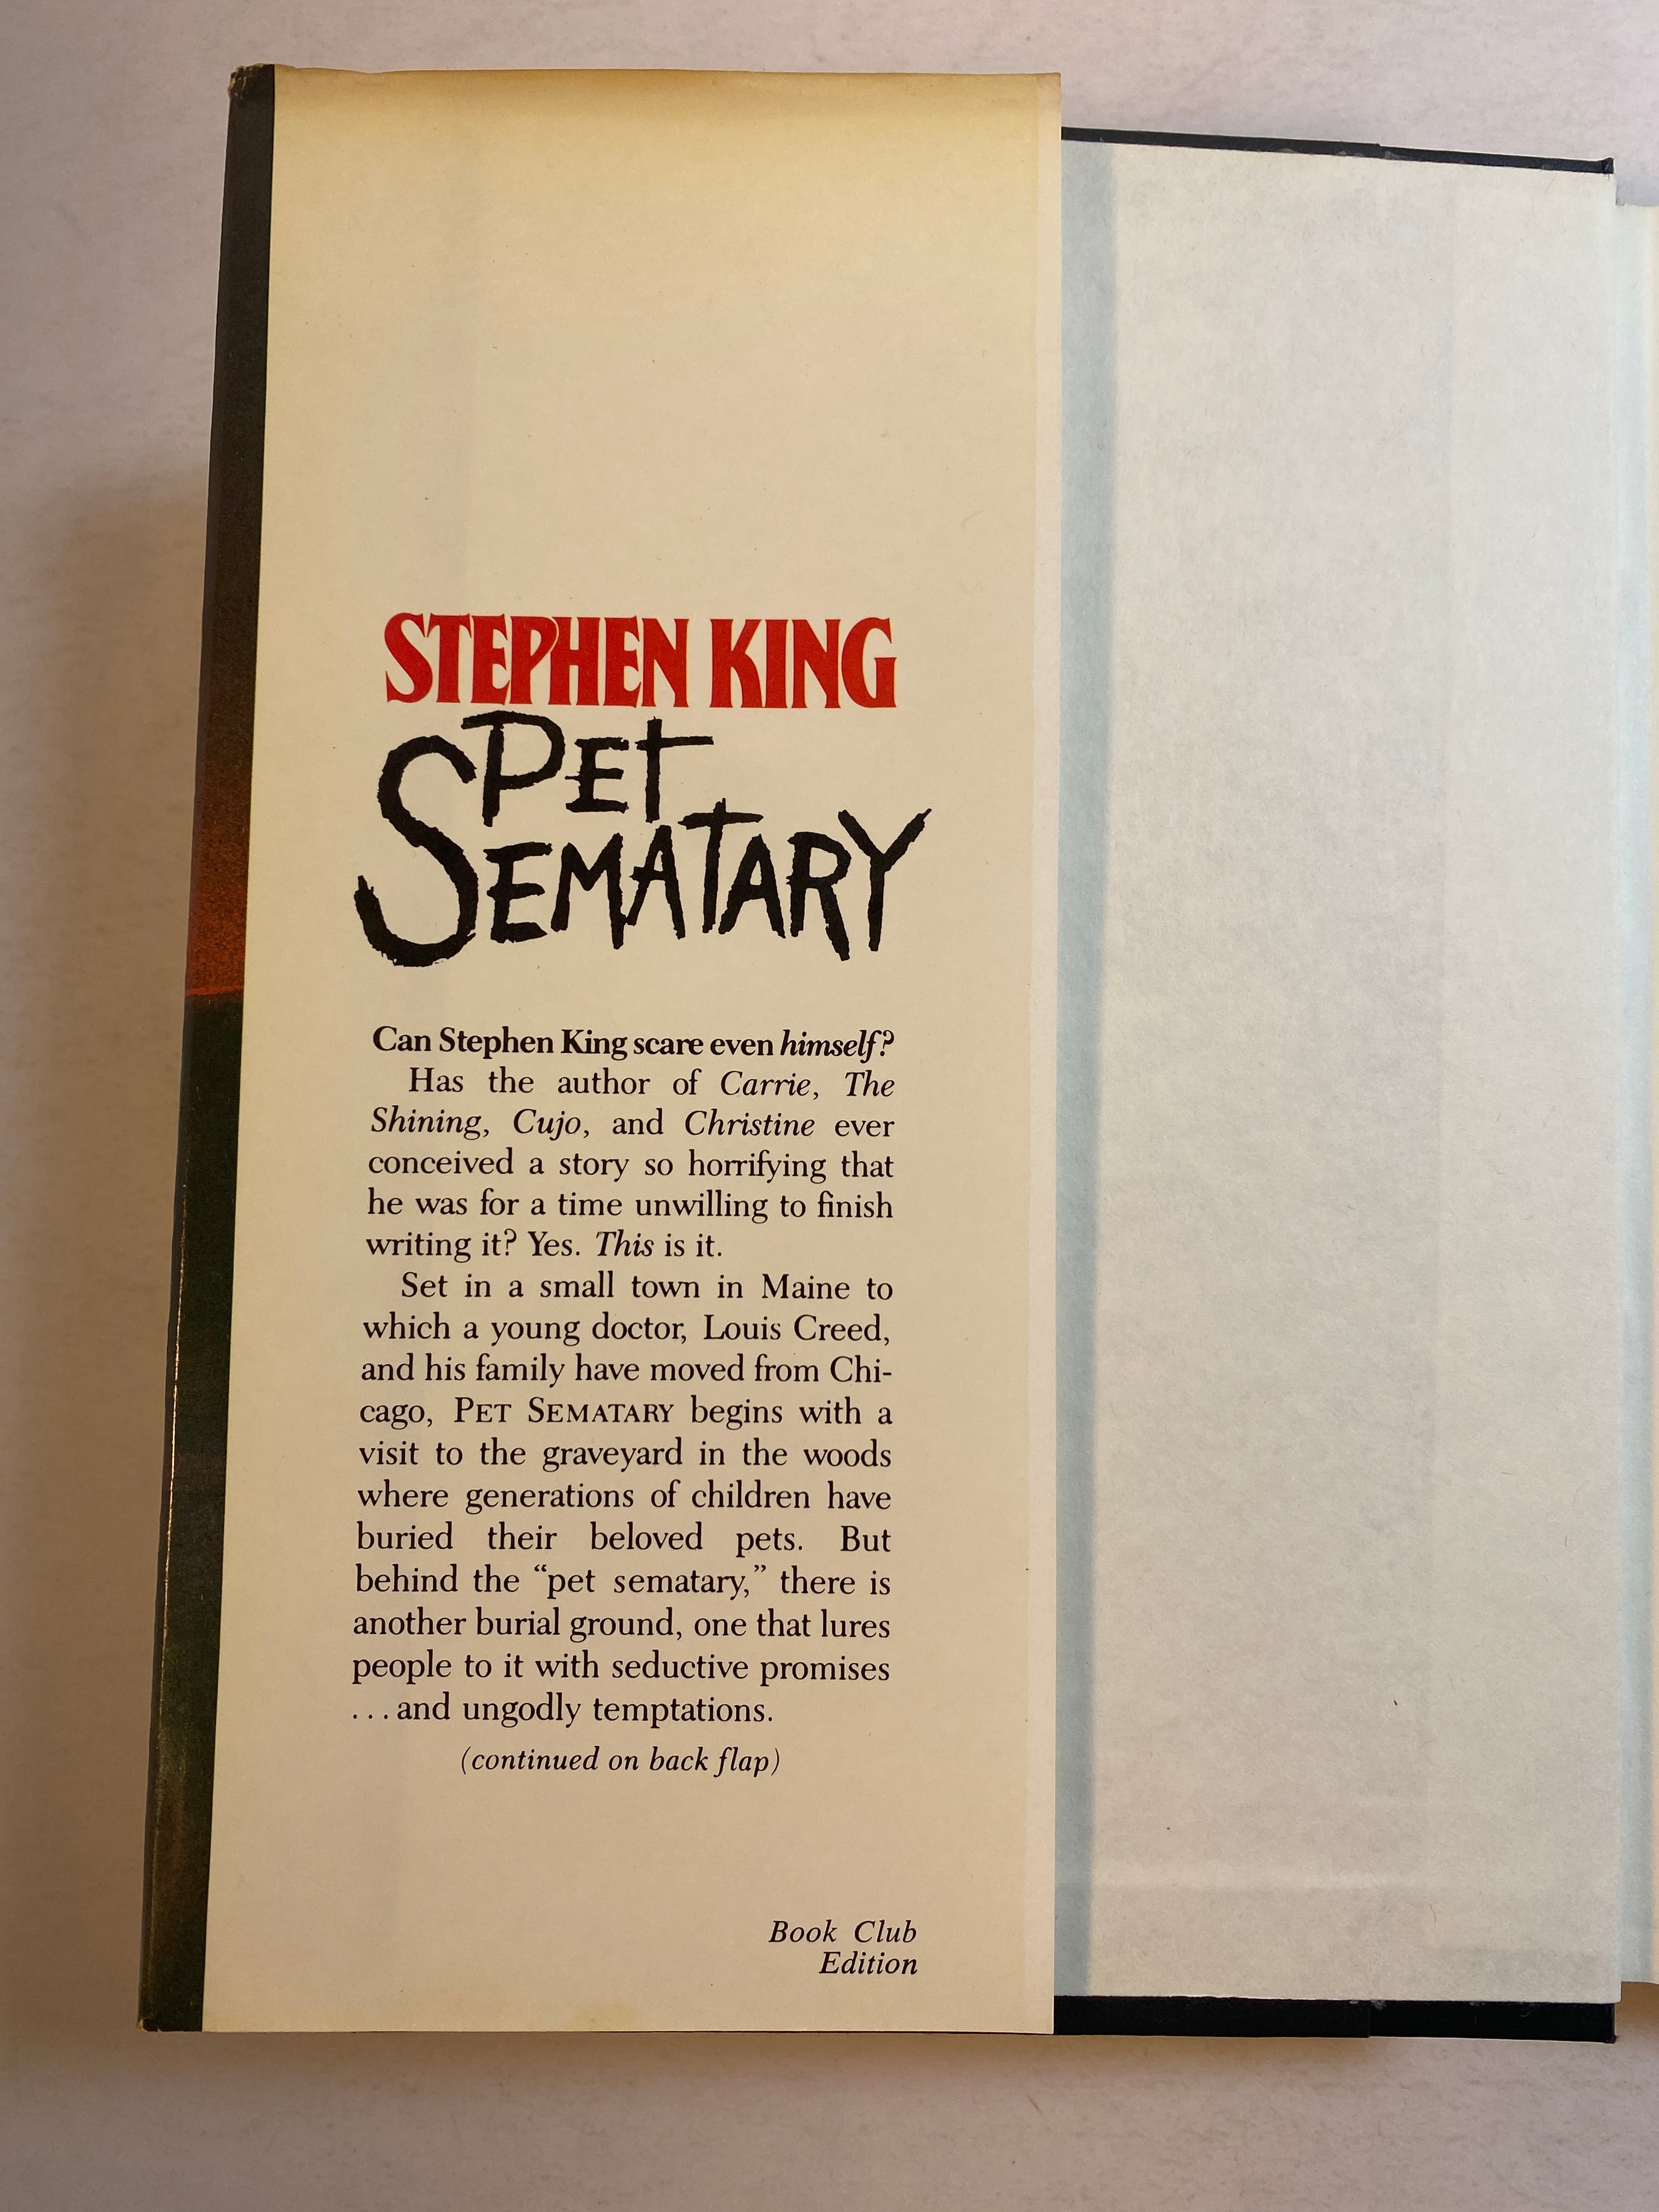 STEPHEN KING
PET
SEMATARY
Can Stephen King scare even himself?
Has the author of Carrie, The
Shining, Cujo, and Christine ever
conceived a story so horrifying that
he was for a time unwilling to finish
writing it? Yes. This is it.
Set in a small town in Maine to
which a young doctor, Louis Creed,
and his family have moved from Chi-
cago, PET SEMATARY begins with a
visit to the graveyard in the woods
where generations of children have
buried their beloved pets. But
behind the “pet sematary,” there is
another burial ground, one that lures
people to it with seductive promises
...and ungodly temptations.
(continued on back flap)
Book Club
Edition